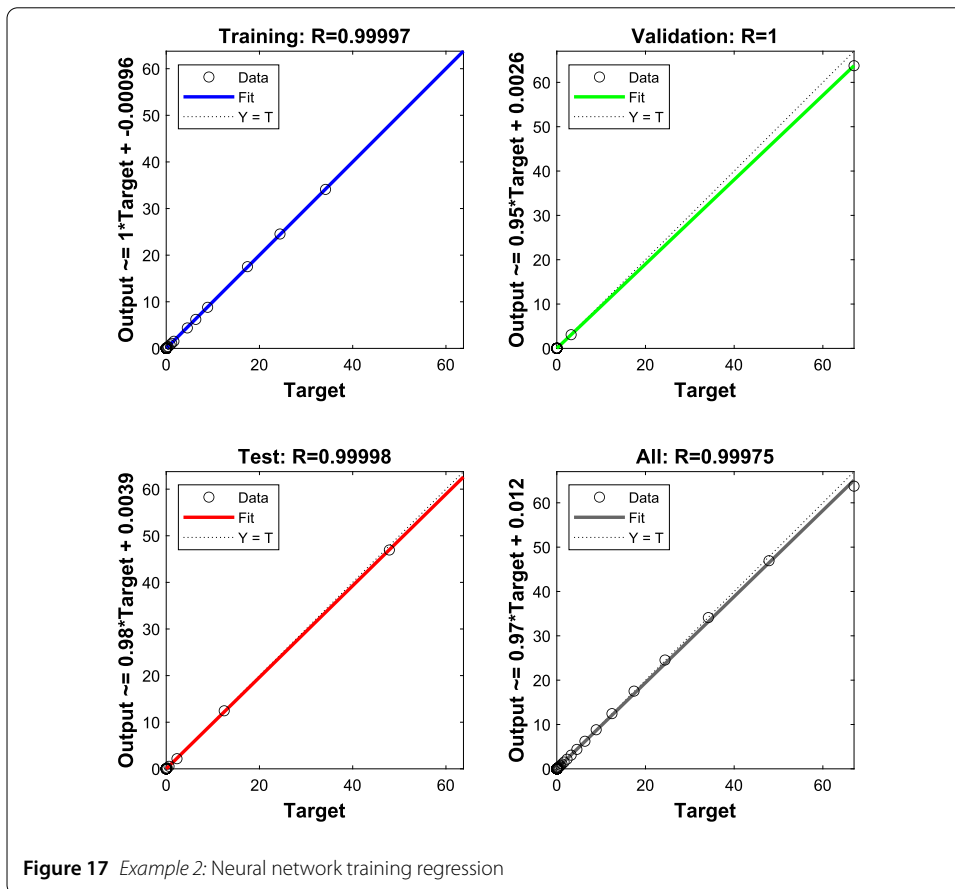 Training: R=0.99997
Output ~= 1*Target + -0.00096
60
50
40
30
20
10
0
Data
Fit
Y = T
0
20
40
60
Target
Validation: R=1
Output ~= 0.95*Target + 0.0026
60
50
40
30
20
10
0
Data
Fit
Y = T
0
20
40
60
Target
Test: R=0.99998
Output ~= 0.98*Target + 0.0039
60
50
40
30
20
10
0
Data
Fit
Y = T
0
20
40
60
Target
All: R=0.99975
Output ~= 0.97*Target + 0.012
60
50
40
30
20
10
0
Data
Fit
Y = T
0
20
40
60
Target
Figure 17 Example 2: Neural network training regression